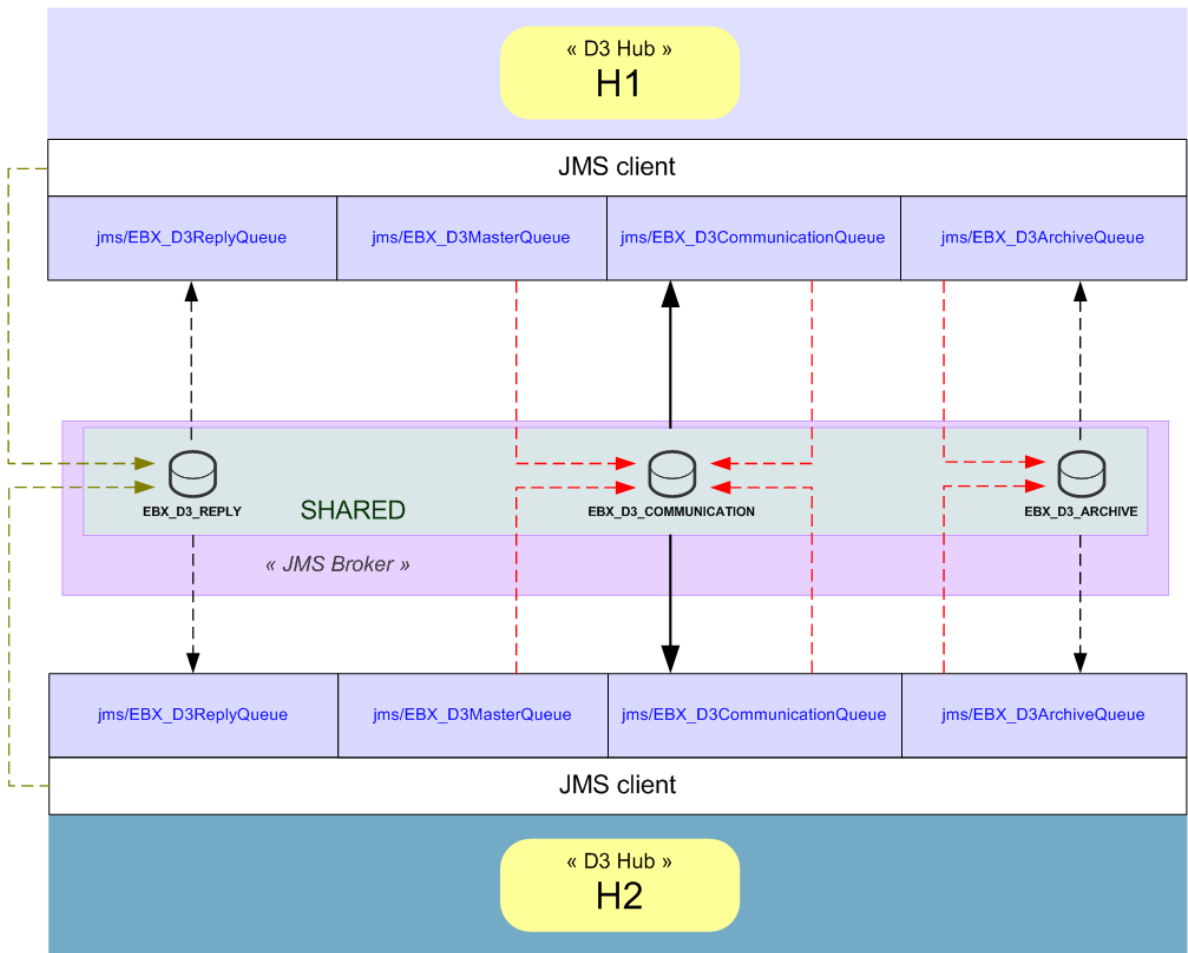 « D3 Hub »
H1
JMS client
jms/EBX_D3ReplyQueue
jms/EBX_D3MasterQueue
jms/EBX_D3CommunicationQueue
jms/EBX_D3ArchiveQueue
EBX_D3_REPLY
SHARED
EBX_D3_COMMUNICATION
EBX_D3_ARCHIVE
« JMS Broker »
jms/EBX_D3ReplyQueue
jms/EBX_D3MasterQueue
jms/EBX_D3CommunicationQueue
jms/EBX_D3ArchiveQueue
JMS client
« D3 Hub »
H2